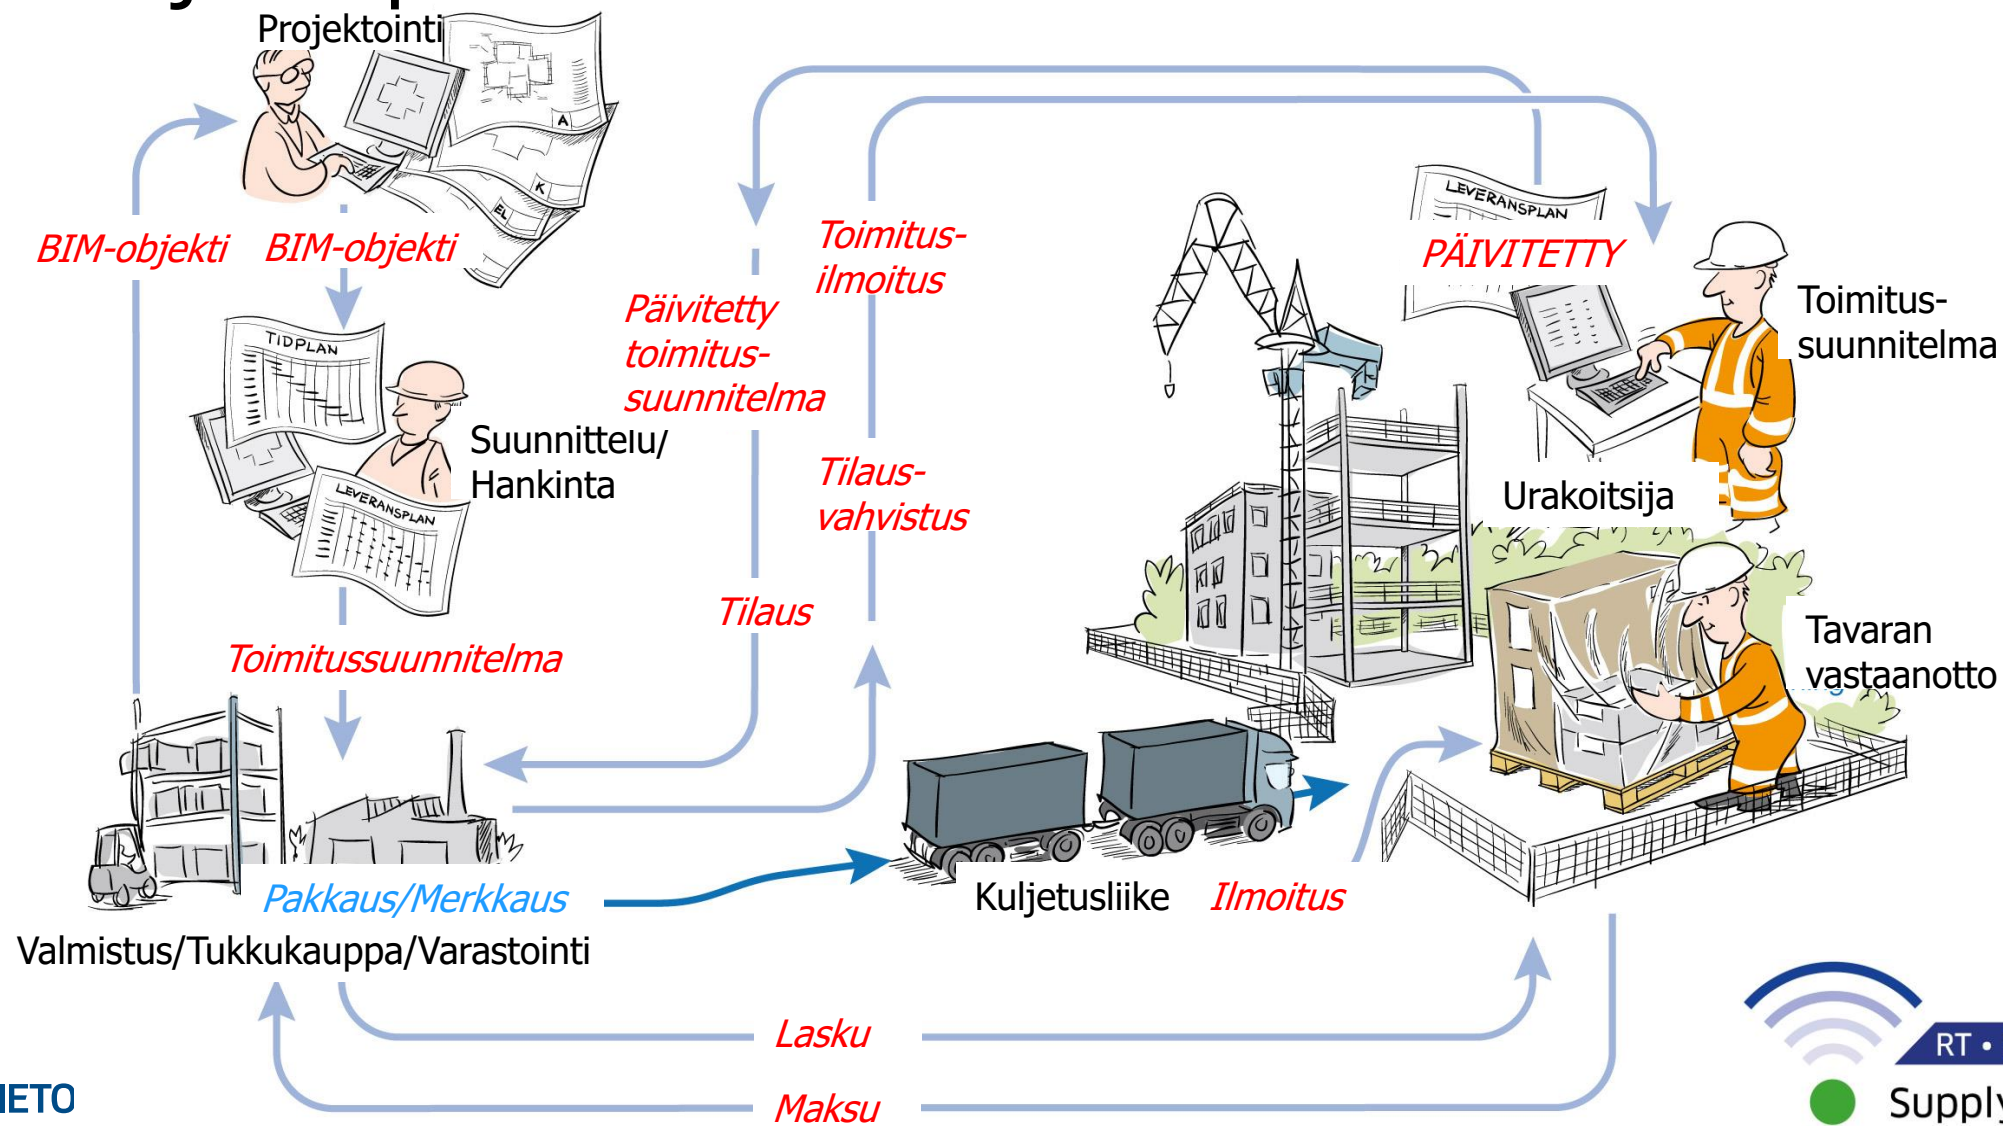 Projektointi
A
K
EL
BIM-objekti
BIM-objekti
TIDPLAN
Suunnittelu/
Hankinta
LEVERANSPLAN
Toimitussuunnitelma
Päivitetty
toimitus-
suunnitelma
Tilaus
Toimitus-
ilmoitus
Tilaus-
vahvistus
LEVERANSPLAN
PÄIVITETTY
Toimitus-
suunnitelma
Urakoitsija
Tavaran
vastaanotto
Pakkaus/Merkkaus
Valmistus/Tukkukauppa/Varastointi
Kuljetusliike
Ilmoitus
Lasku
Maksu
RT •
Supply